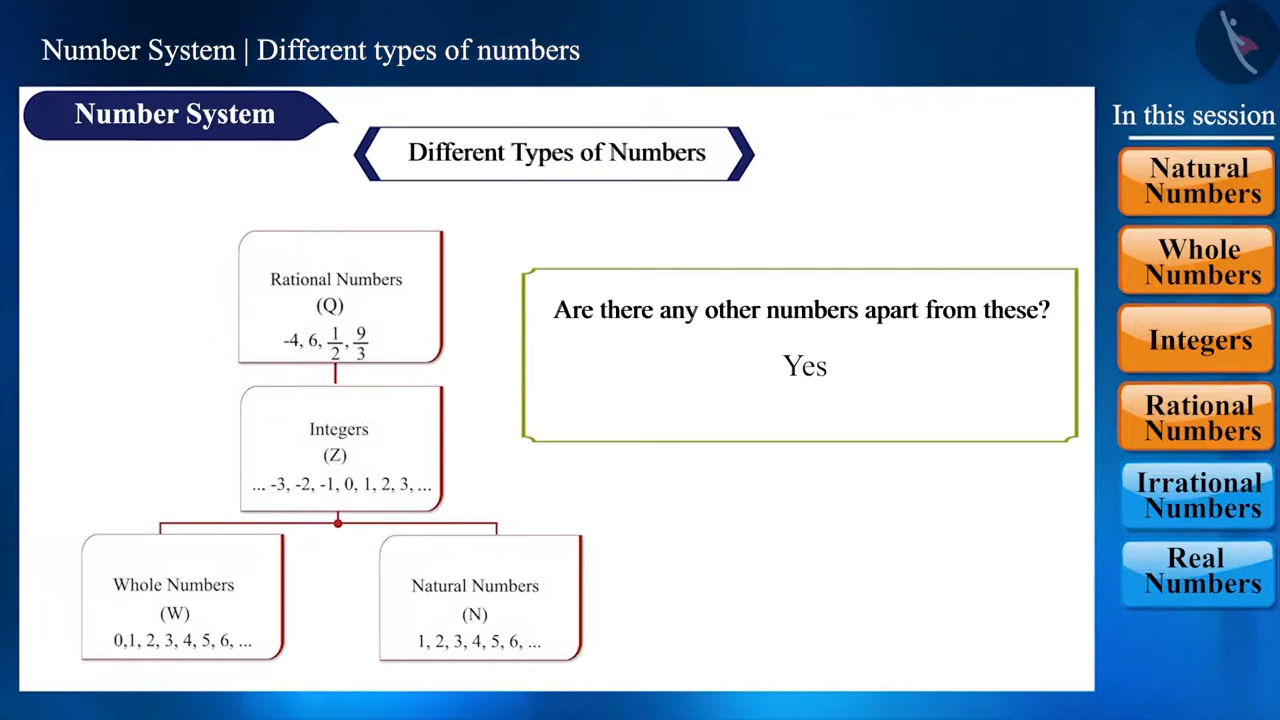 Number System | Different types of numbers
Number System
Different Types of Numbers
Rational Numbers
(Q)
-4, 6, 1/2, 9/3
Integers
(Z)
... -3, -2, -1, 0, 1, 2, 3, ...
Whole Numbers
(W)
0,1, 2, 3, 4, 5, 6, ...
Natural Numbers
(N)
1, 2, 3, 4, 5, 6, ...
Are there any other numbers apart from these?
Yes
In this session
Natural
Numbers
Whole
Numbers
Integers
Rational
Numbers
Irrational
Numbers
Real
Numbers